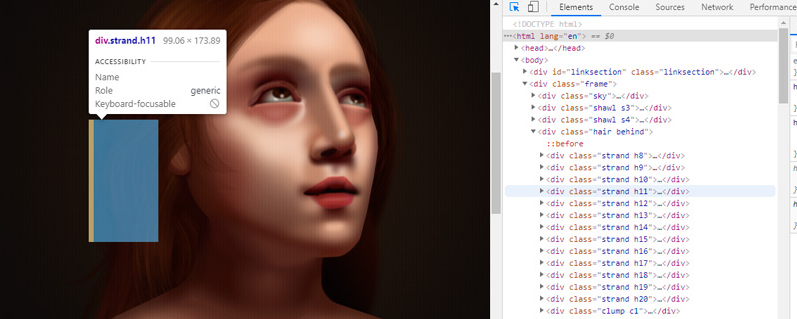 div.strand.h11 99.06 × 173.89
ACCESSIBILITY
Name
Role generic
Keyboard-focusable
Elements Console Sources Network Performance
<!DOCTYPE html>
⋯<html lang="en"> == $0
▶<head>…</head>
▼<body>
▶<div id="linksection" class="linksection">…</div>
▼<div class="frame">
▶<div class="sky">…</div>
▶<div class="shawl s3">…</div>
▶<div class="shawl s4">…</div>
▼<div class="hair behind">
::before
▶<div class="strand h8">…</div>
▶<div class="strand h9">…</div>
▶<div class="strand h10">…</div>
▶<div class="strand h11">…</div>
▶<div class="strand h12">…</div>
▶<div class="strand h13">…</div>
▶<div class="strand h14">…</div>
▶<div class="strand h15">…</div>
▶<div class="strand h16">…</div>
▶<div class="strand h17">…</div>
▶<div class="strand h18">…</div>
▶<div class="strand h19">…</div>
▶<div class="strand h20">…</div>
▶<div class="clump c1">…</div>